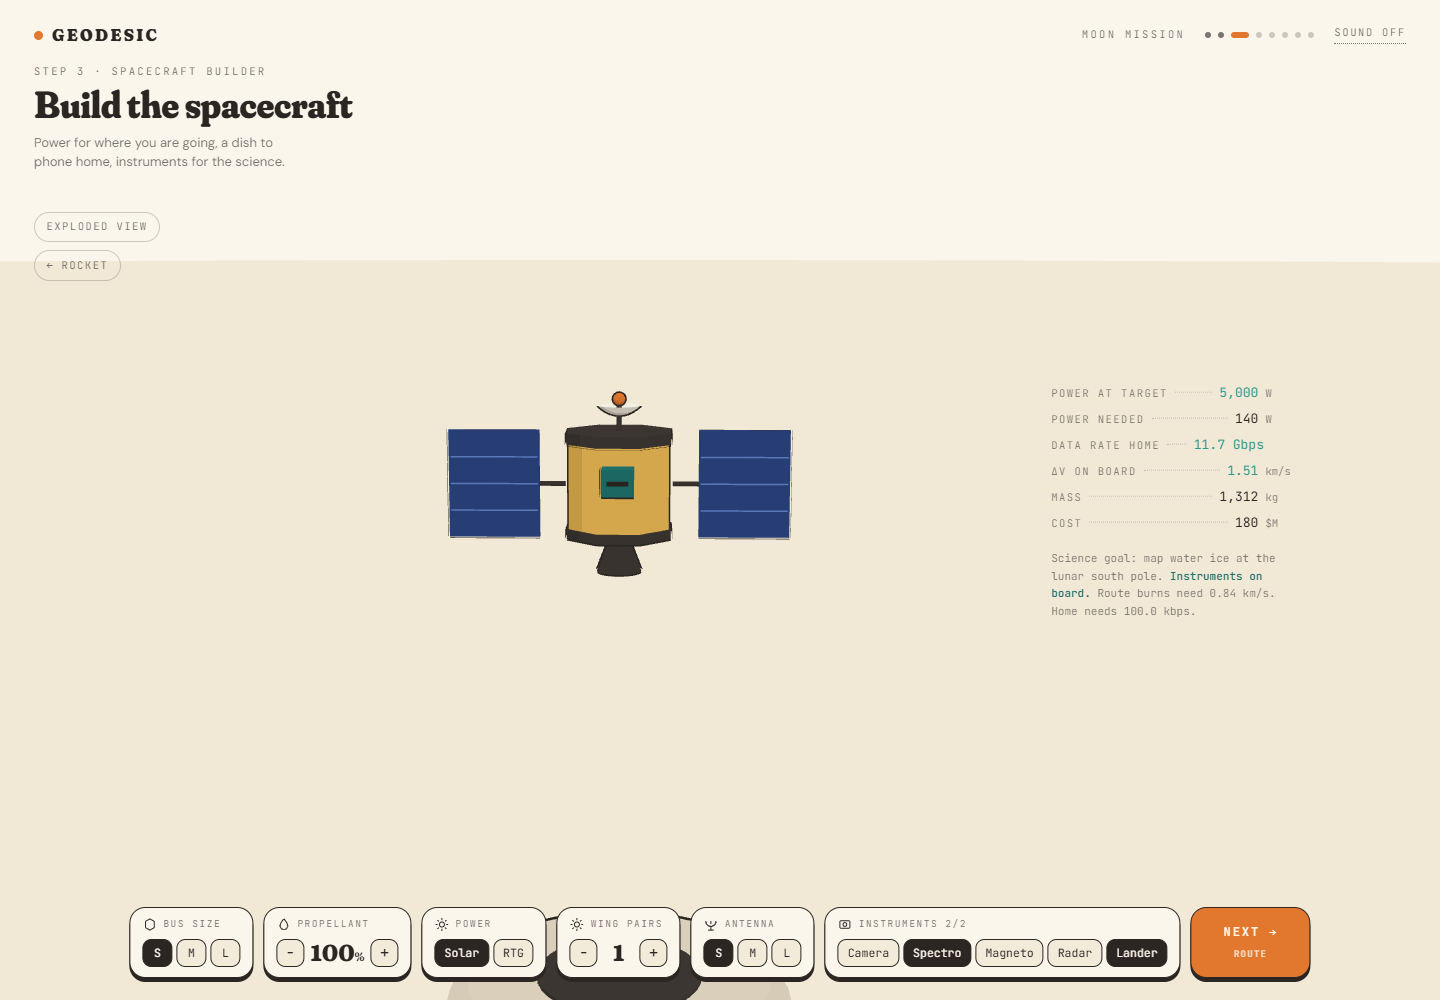 GEODESIC
MOON MISSION
SOUND OFF
STEP 3 · SPACECRAFT BUILDER
Build the spacecraft
Power for where you are going, a dish to
phone home, instruments for the science.
EXPLODED VIEW
← ROCKET
POWER AT TARGET 5,000 W
POWER NEEDED 140 W
DATA RATE HOME 11.7 Gbps
ΔV ON BOARD 1.51 km/s
MASS 1,312 kg
COST 180 $M
Science goal: map water ice at the
lunar south pole. Instruments on
board. Route burns need 0.84 km/s.
Home needs 100.0 kbps.
BUS SIZE
S M L
PROPELLANT
- 100% +
POWER
Solar RTG
WING PAIRS
- 1 +
ANTENNA
S M L
INSTRUMENTS 2/2
Camera Spectro Magneto Radar Lander
NEXT →
ROUTE